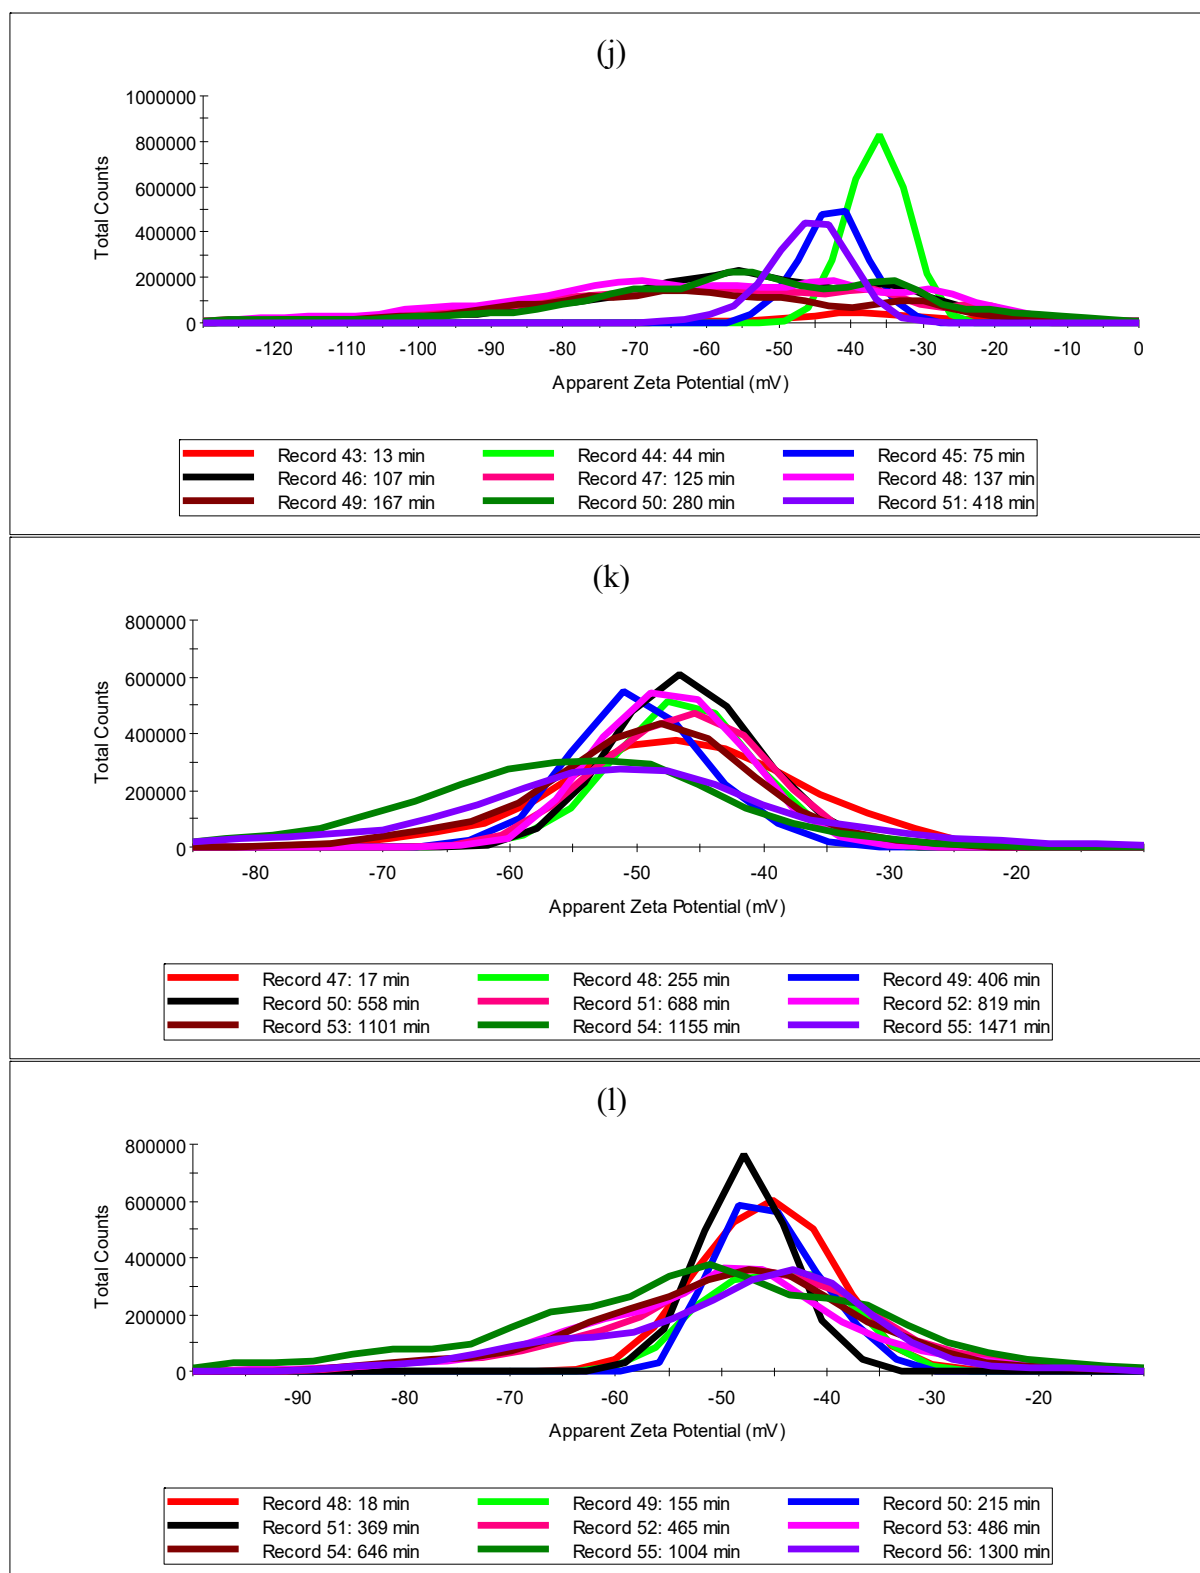 (j)
1000000
800000
600000
400000
200000
0
Total Counts
-120 -110 -100 -90 -80 -70 -60 -50 -40 -30 -20 -10 0
Apparent Zeta Potential (mV)
Record 43: 13 min Record 44: 44 min Record 45: 75 min
Record 46: 107 min Record 47: 125 min Record 48: 137 min
Record 49: 167 min Record 50: 280 min Record 51: 418 min
(k)
800000
600000
400000
200000
0
Total Counts
-80 -70 -60 -50 -40 -30 -20
Apparent Zeta Potential (mV)
Record 47: 17 min Record 48: 255 min Record 49: 406 min
Record 50: 558 min Record 51: 688 min Record 52: 819 min
Record 53: 1101 min Record 54: 1155 min Record 55: 1471 min
(l)
800000
600000
400000
200000
0
Total Counts
-90 -80 -70 -60 -50 -40 -30 -20
Apparent Zeta Potential (mV)
Record 48: 18 min Record 49: 155 min Record 50: 215 min
Record 51: 369 min Record 52: 465 min Record 53: 486 min
Record 54: 646 min Record 55: 1004 min Record 56: 1300 min